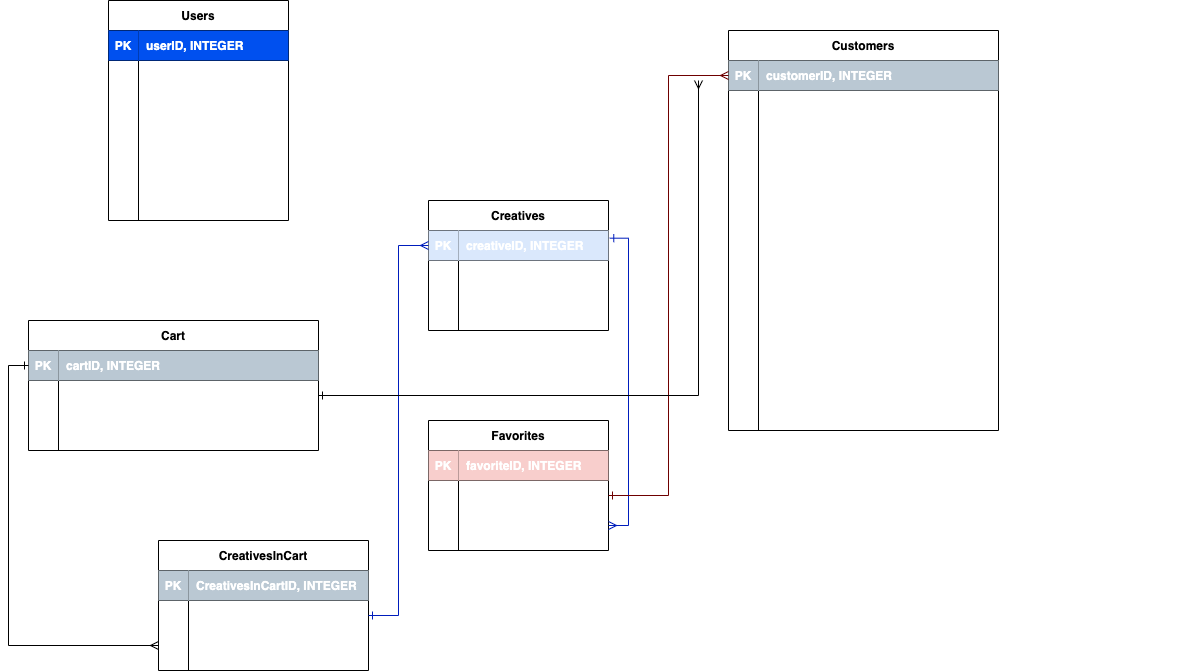 Users
PK userID, INTEGER
Customers
PK customerID, INTEGER
Creatives
PK creativeID, INTEGER
Cart
PK cartID, INTEGER
Favorites
PK favoriteID, INTEGER
CreativesInCart
PK CreativesInCartID, INTEGER